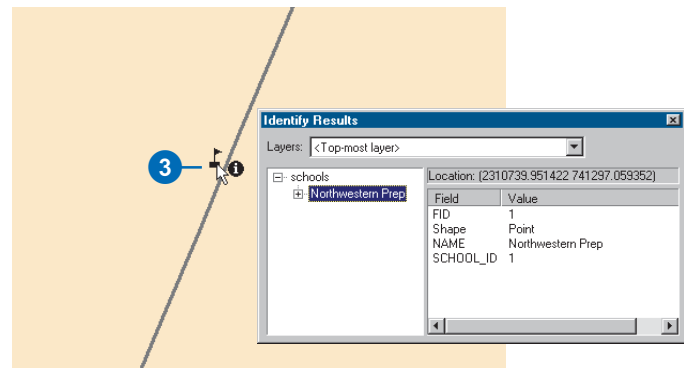 3
Identify Results
Layers: <Top-most layer>
schools
Northwestern Prep
Location: (2310739.951422 741297.059352)
Field Value
FID 1
Shape Point
NAME Northwestern Prep
SCHOOL_ID 1